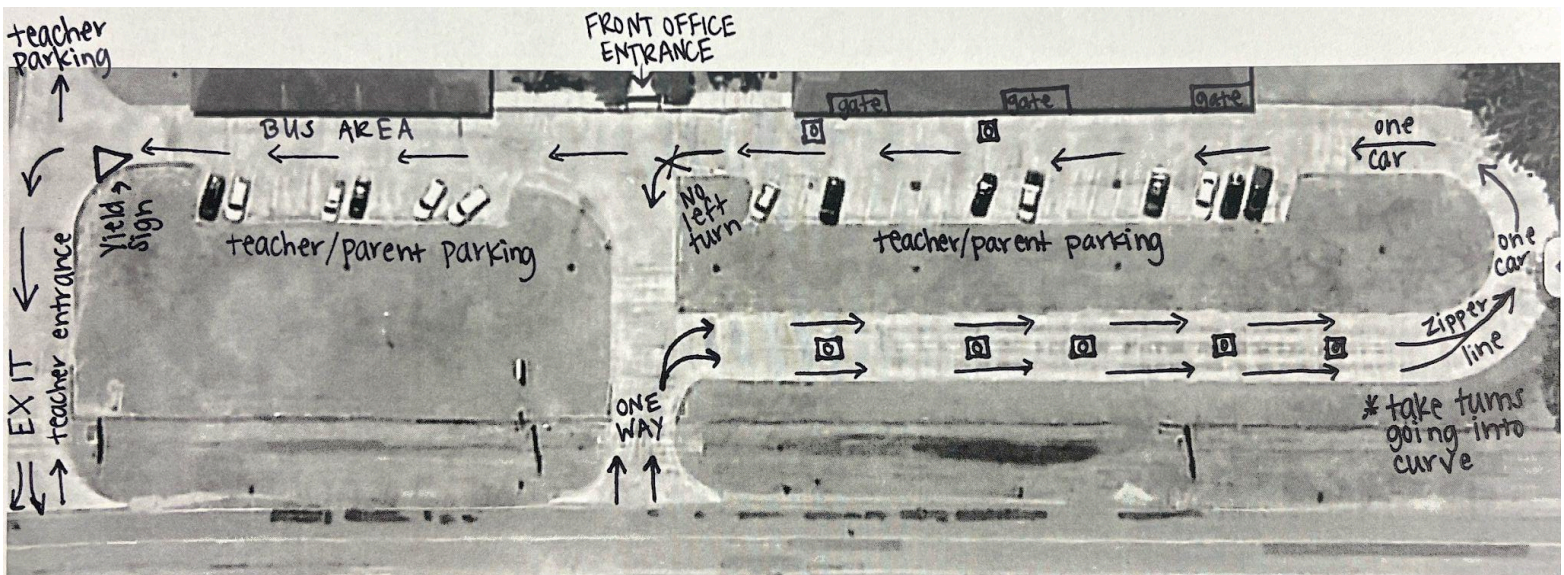 teacher
parking
FRONT OFFICE
ENTRANCE
gate
gate
gate
BUS AREA
one
car
Yield
sign
No
left
turn
teacher/parent parking
teacher/parent parking
one
car
EXIT
teacher entrance
Zipper
line
ONE
WAY
* take turns
going into
curve